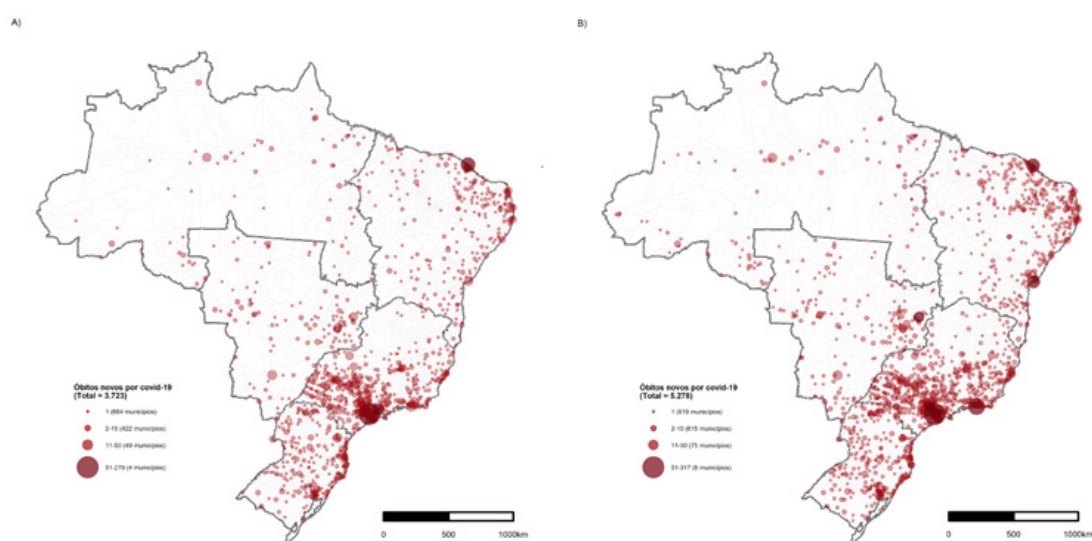 A)
B)
Óbitos novos por covid-19
(Total = 3.723)
1 (684 municípios)
2-10 (422 municípios)
11-50 (49 municípios)
51-279 (4 municípios)
0 500 1000km
Óbitos novos por covid-19
(Total = 5.278)
1 (819 municípios)
2-10 (615 municípios)
11-50 (75 municípios)
51-317 (8 municípios)
0 500 1000km